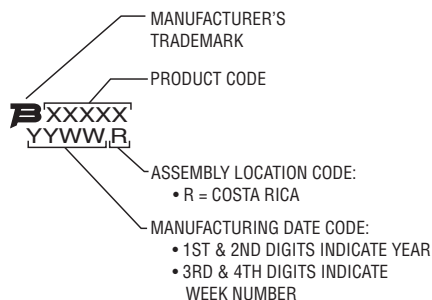 MANUFACTURER'S
TRADEMARK
PRODUCT CODE
XXXXX
YYWW R
ASSEMBLY LOCATION CODE:
• R = COSTA RICA
MANUFACTURING DATE CODE:
• 1ST & 2ND DIGITS INDICATE YEAR
• 3RD & 4TH DIGITS INDICATE
WEEK NUMBER